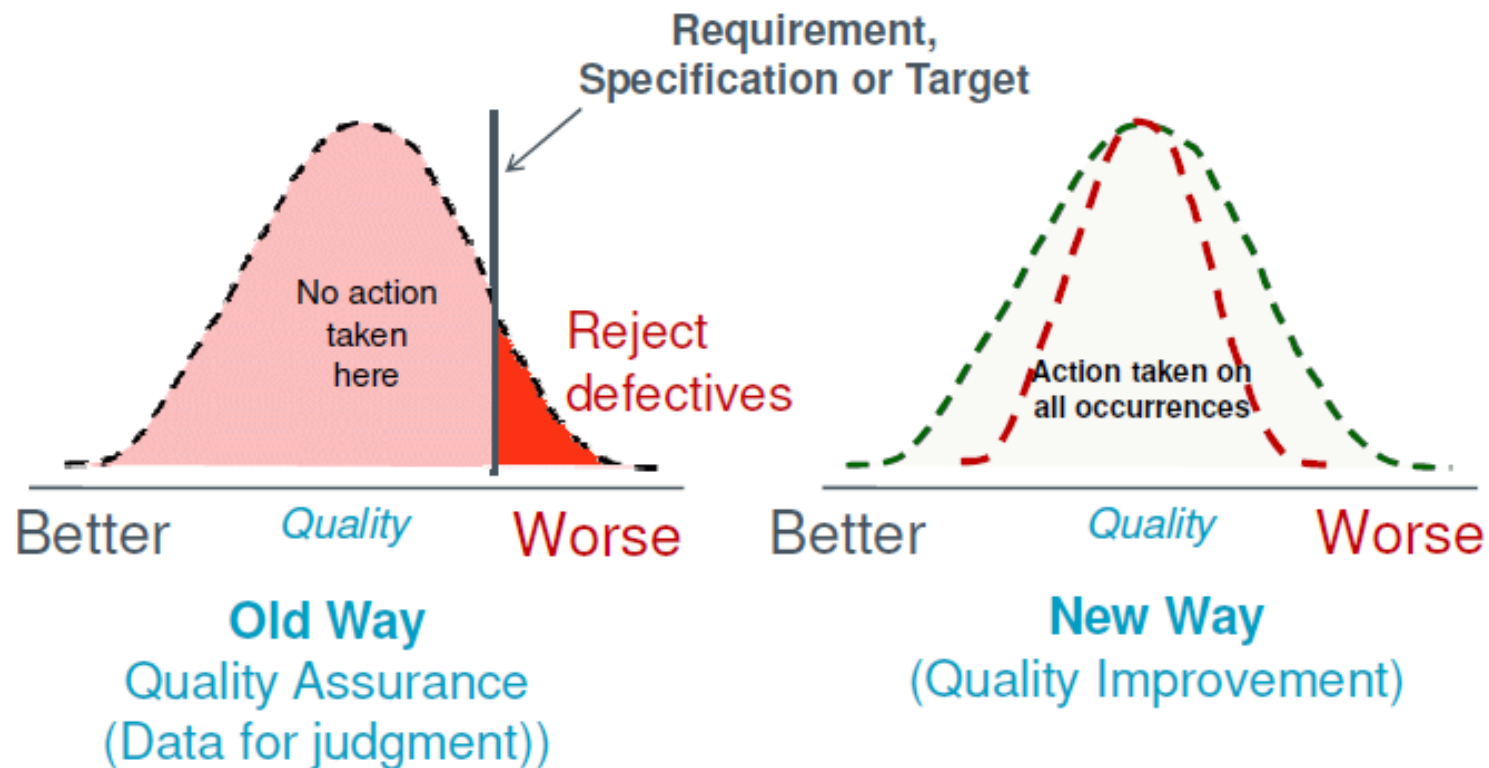 Requirement,
Specification or Target
No action
taken
here
Reject
defectives
Better
Quality
Worse
Old Way
Quality Assurance
(Data for judgment))
Action taken on
all occurrences
Better
Quality
Worse
New Way
(Quality Improvement)